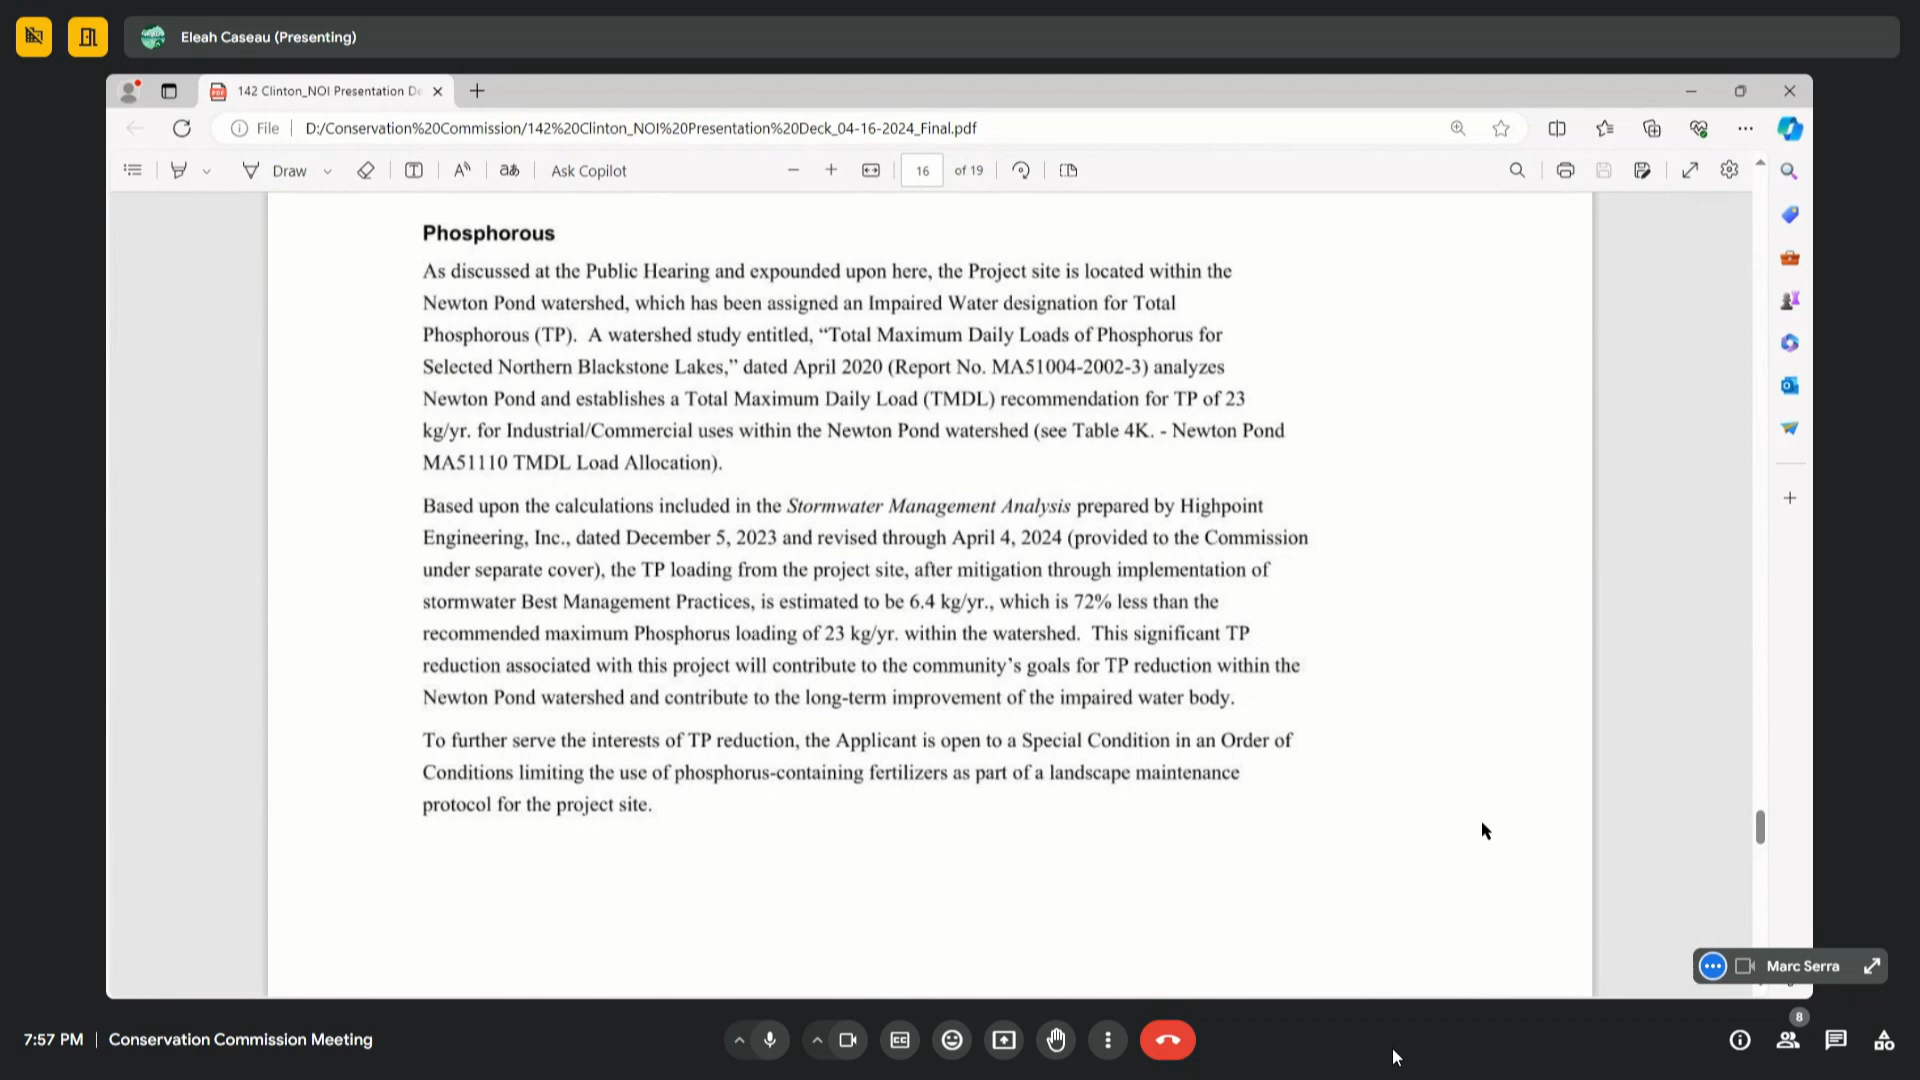 Eleah Caseau (Presenting)
142 Clinton_NOI Presentation De
File
D:/Conservation%20Commission/142%20Clinton_NOI%20Presentation%20Deck_04-16-2024_Final.pdf
Draw
Ask Copilot
16 of 19
Phosphorous
As discussed at the Public Hearing and expounded upon here, the Project site is located within the
Newton Pond watershed, which has been assigned an Impaired Water designation for Total
Phosphorous (TP). A watershed study entitled, “Total Maximum Daily Loads of Phosphorus for
Selected Northern Blackstone Lakes,” dated April 2020 (Report No. MA51004-2002-3) analyzes
Newton Pond and establishes a Total Maximum Daily Load (TMDL) recommendation for TP of 23
kg/yr. for Industrial/Commercial uses within the Newton Pond watershed (see Table 4K. - Newton Pond
MA51110 TMDL Load Allocation).
Based upon the calculations included in the Stormwater Management Analysis prepared by Highpoint
Engineering, Inc., dated December 5, 2023 and revised through April 4, 2024 (provided to the Commission
under separate cover), the TP loading from the project site, after mitigation through implementation of
stormwater Best Management Practices, is estimated to be 6.4 kg/yr., which is 72% less than the
recommended maximum Phosphorus loading of 23 kg/yr. within the watershed. This significant TP
reduction associated with this project will contribute to the community’s goals for TP reduction within the
Newton Pond watershed and contribute to the long-term improvement of the impaired water body.
To further serve the interests of TP reduction, the Applicant is open to a Special Condition in an Order of
Conditions limiting the use of phosphorus-containing fertilizers as part of a landscape maintenance
protocol for the project site.
Marc Serra
8
7:57 PM | Conservation Commission Meeting